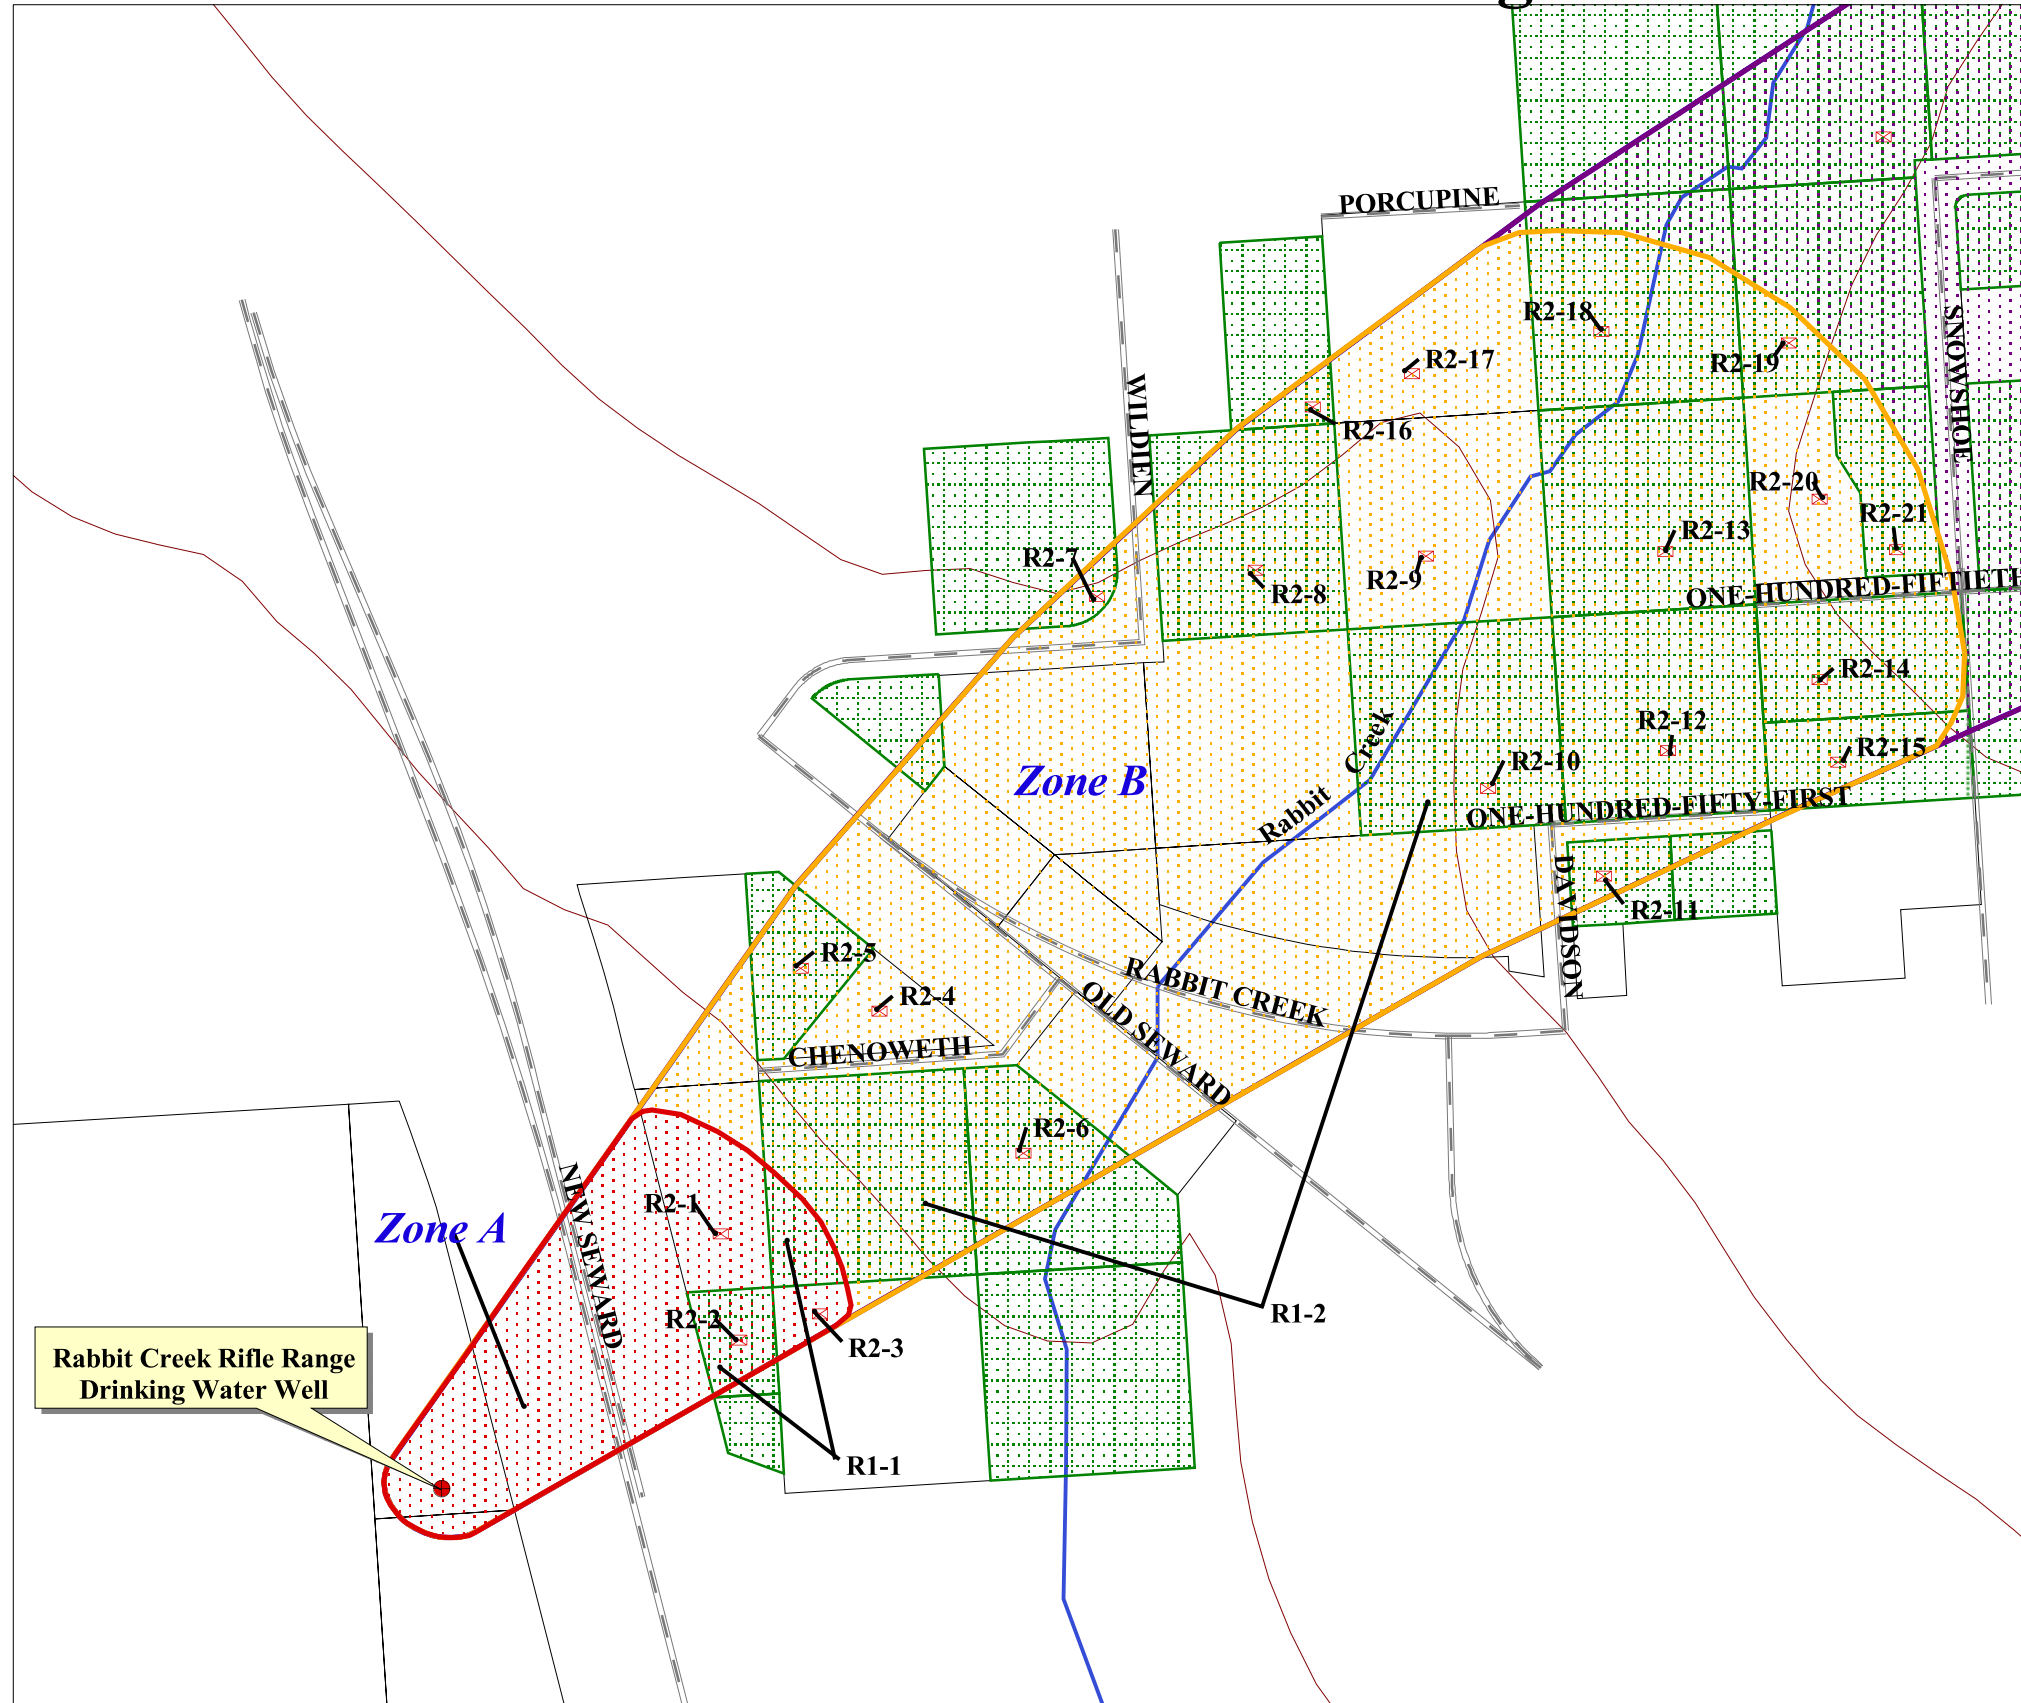 PORCUPINE
R2-18
R2-17
R2-19
SNOWSHOE
WILDIEN
R2-16
R2-20
R2-21
R2-13
R2-7
R2-9
R2-8
ONE-HUNDRED-FIFTIETH
R2-14
R2-12
R2-15
Creek
R2-10
Zone B
Rabbit
ONE-HUNDRED-FIFTY-FIRST
DAVIDSON
R2-11
R2-5
R2-4
RABBIT CREEK
OLD SEWARD
CHENOWETH
R2-6
R2-1
Zone A
NEW SEWARD
R2-2
R2-3
R1-2
Rabbit Creek Rifle Range
Drinking Water Well
R1-1